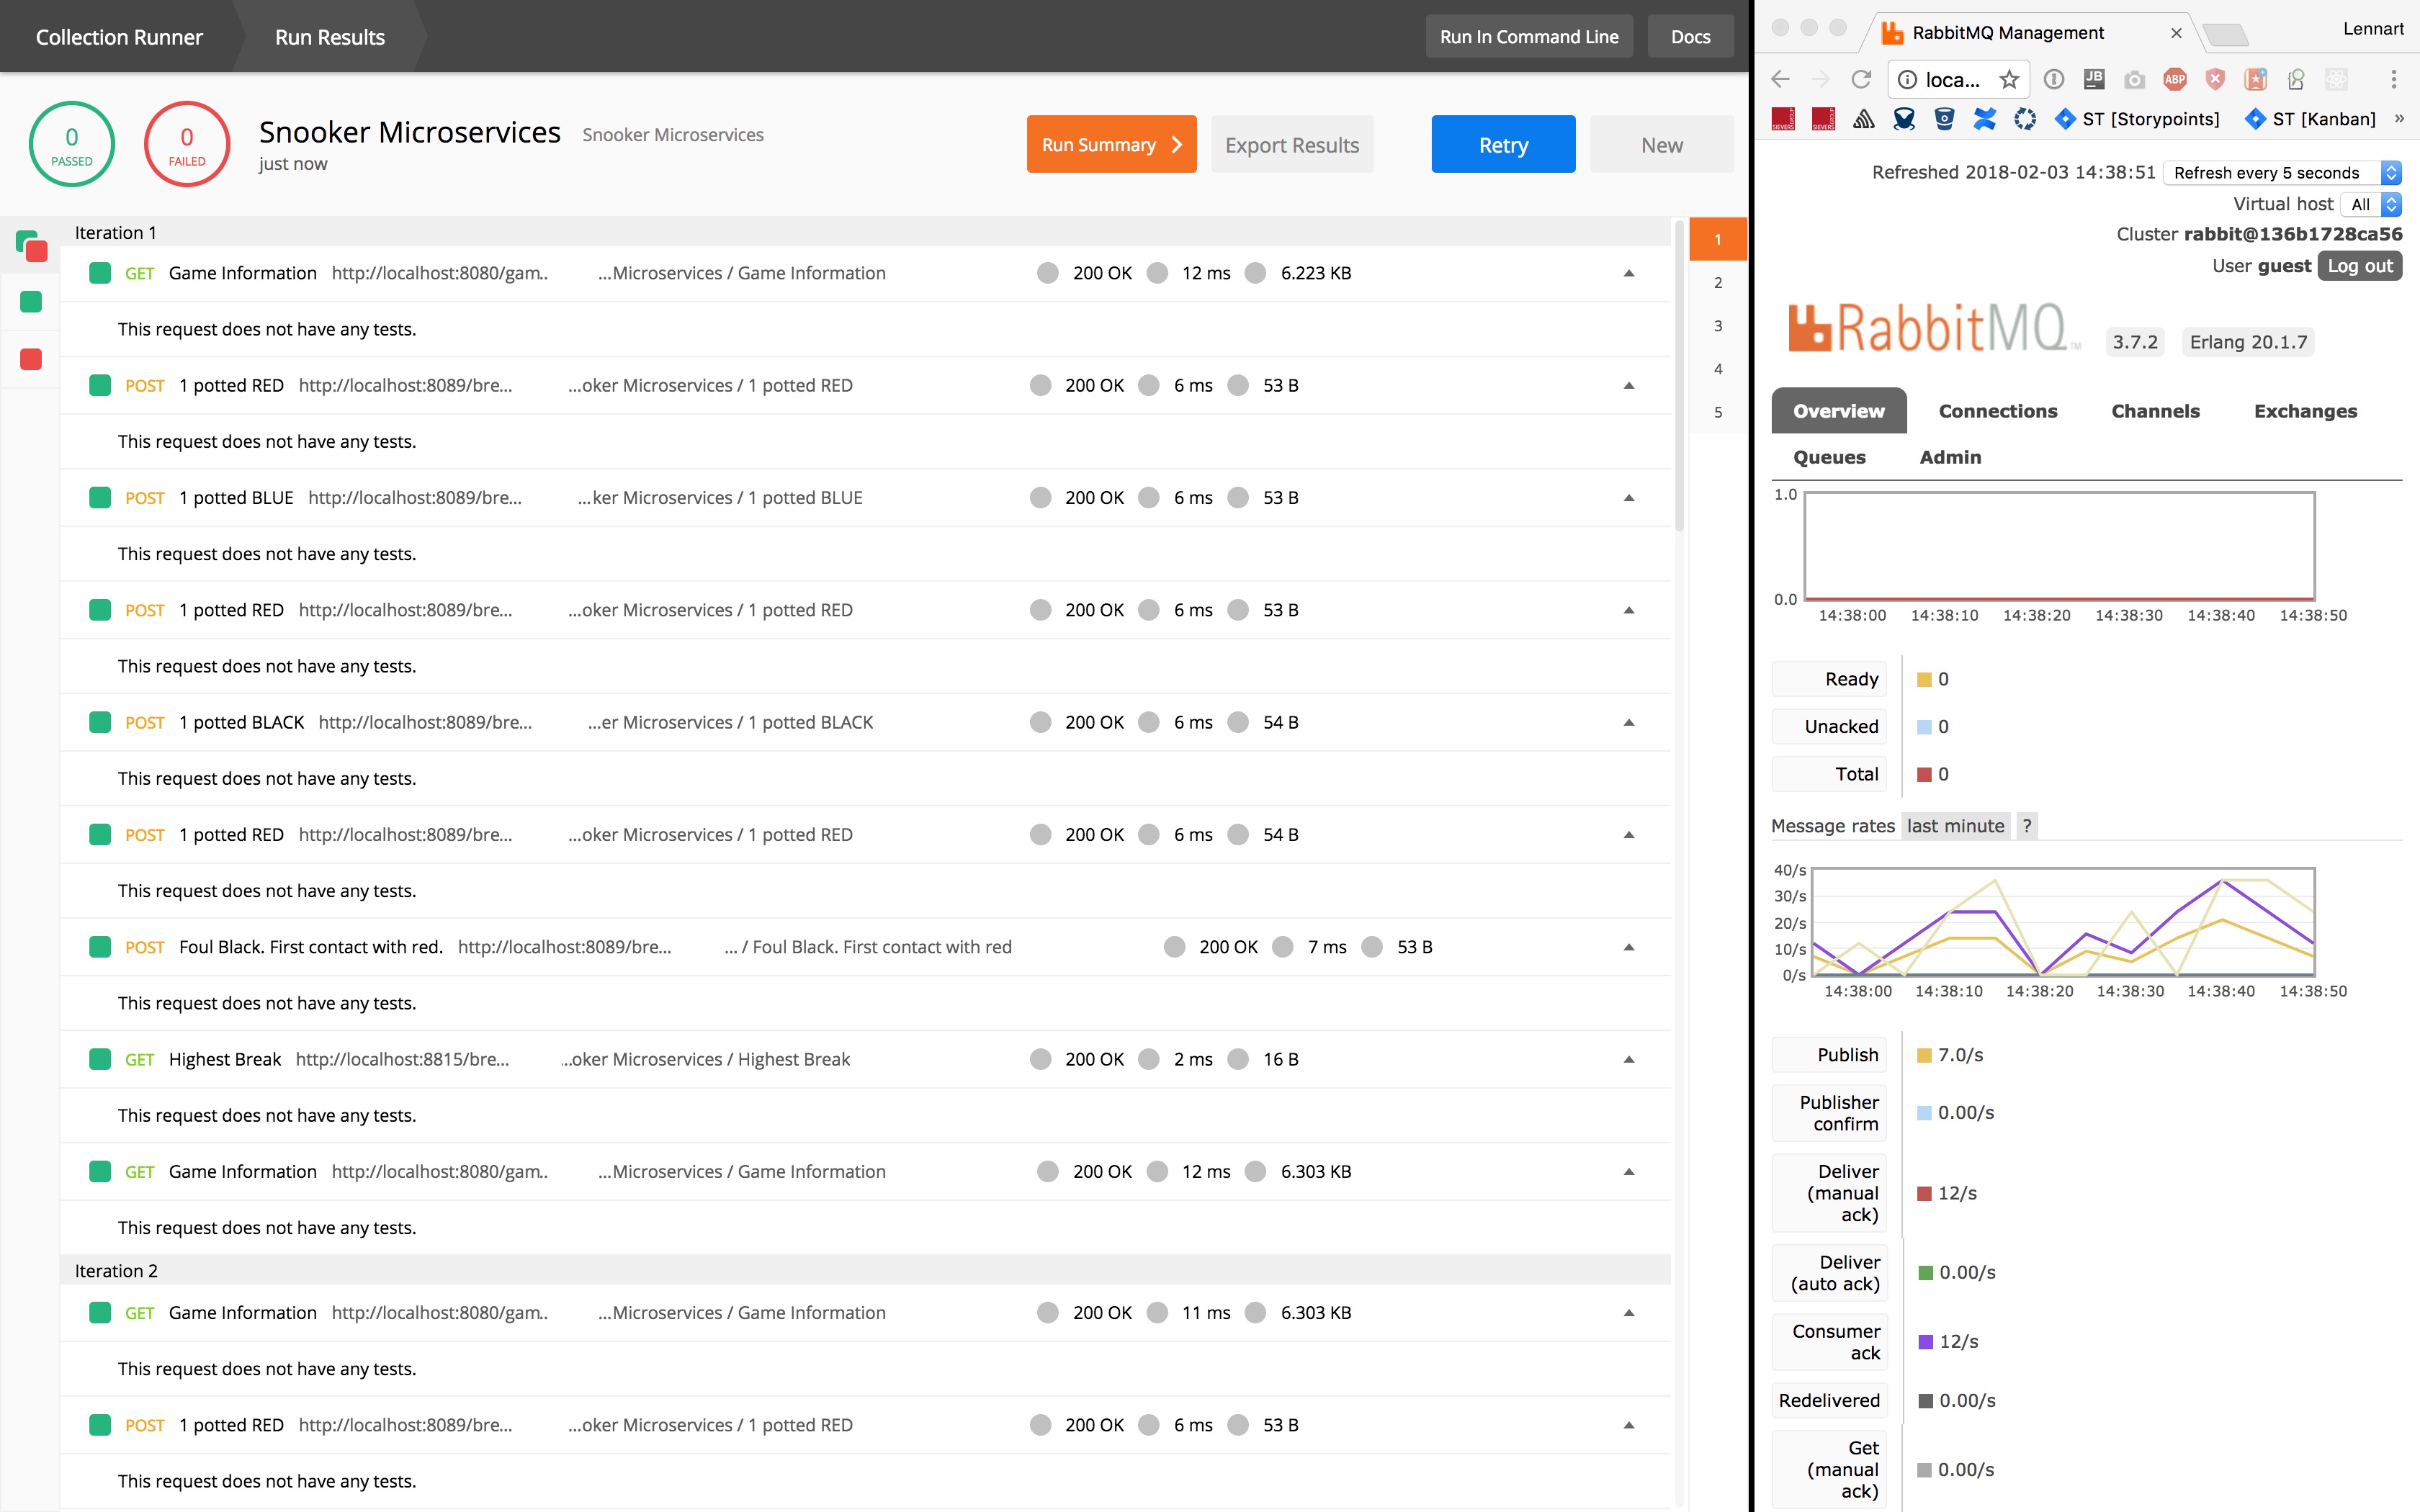 Collection Runner Run Results Run In Command Line Docs
0 PASSED
0 FAILED
Snooker Microservices Snooker Microservices
just now
Run Summary Export Results Retry New
Iteration 1
GET Game Information http://localhost:8080/gam.. ...Microservices / Game Information 200 OK 12 ms 6.223 KB
This request does not have any tests.
POST 1 potted RED http://localhost:8089/bre... ...oker Microservices / 1 potted RED 200 OK 6 ms 53 B
This request does not have any tests.
POST 1 potted BLUE http://localhost:8089/bre... ...ker Microservices / 1 potted BLUE 200 OK 6 ms 53 B
This request does not have any tests.
POST 1 potted RED http://localhost:8089/bre... ...oker Microservices / 1 potted RED 200 OK 6 ms 53 B
This request does not have any tests.
POST 1 potted BLACK http://localhost:8089/bre... ...er Microservices / 1 potted BLACK 200 OK 6 ms 54 B
This request does not have any tests.
POST 1 potted RED http://localhost:8089/bre... ...oker Microservices / 1 potted RED 200 OK 6 ms 54 B
This request does not have any tests.
POST Foul Black. First contact with red. http://localhost:8089/bre... ... / Foul Black. First contact with red 200 OK 7 ms 53 B
This request does not have any tests.
GET Highest Break http://localhost:8815/bre... ...oker Microservices / Highest Break 200 OK 2 ms 16 B
This request does not have any tests.
GET Game Information http://localhost:8080/gam.. ...Microservices / Game Information 200 OK 12 ms 6.303 KB
This request does not have any tests.
Iteration 2
GET Game Information http://localhost:8080/gam.. ...Microservices / Game Information 200 OK 11 ms 6.303 KB
This request does not have any tests.
POST 1 potted RED http://localhost:8089/bre... ...oker Microservices / 1 potted RED 200 OK 6 ms 53 B
This request does not have any tests.
1
2
3
4
5
RabbitMQ Management Lennart
loca... JB ABP
SIEVERS SIEVERS ST [Storypoints] ST [Kanban] »
Refreshed 2018-02-03 14:38:51 Refresh every 5 seconds
Virtual host All
Cluster rabbit@136b1728ca56
User guest Log out
RabbitMQ TM 3.7.2 Erlang 20.1.7
Overview Connections Channels Exchanges
Queues Admin
1.0
0.0
14:38:00 14:38:10 14:38:20 14:38:30 14:38:40 14:38:50
Ready 0
Unacked 0
Total 0
Message rates last minute ?
40/s
30/s
20/s
10/s
0/s
14:38:00 14:38:10 14:38:20 14:38:30 14:38:40 14:38:50
Publish 7.0/s
Publisher
confirm 0.00/s
Deliver
(manual 12/s
ack)
Deliver
(auto ack) 0.00/s
Consumer
ack 12/s
Redelivered 0.00/s
Get
(manual 0.00/s
ack)